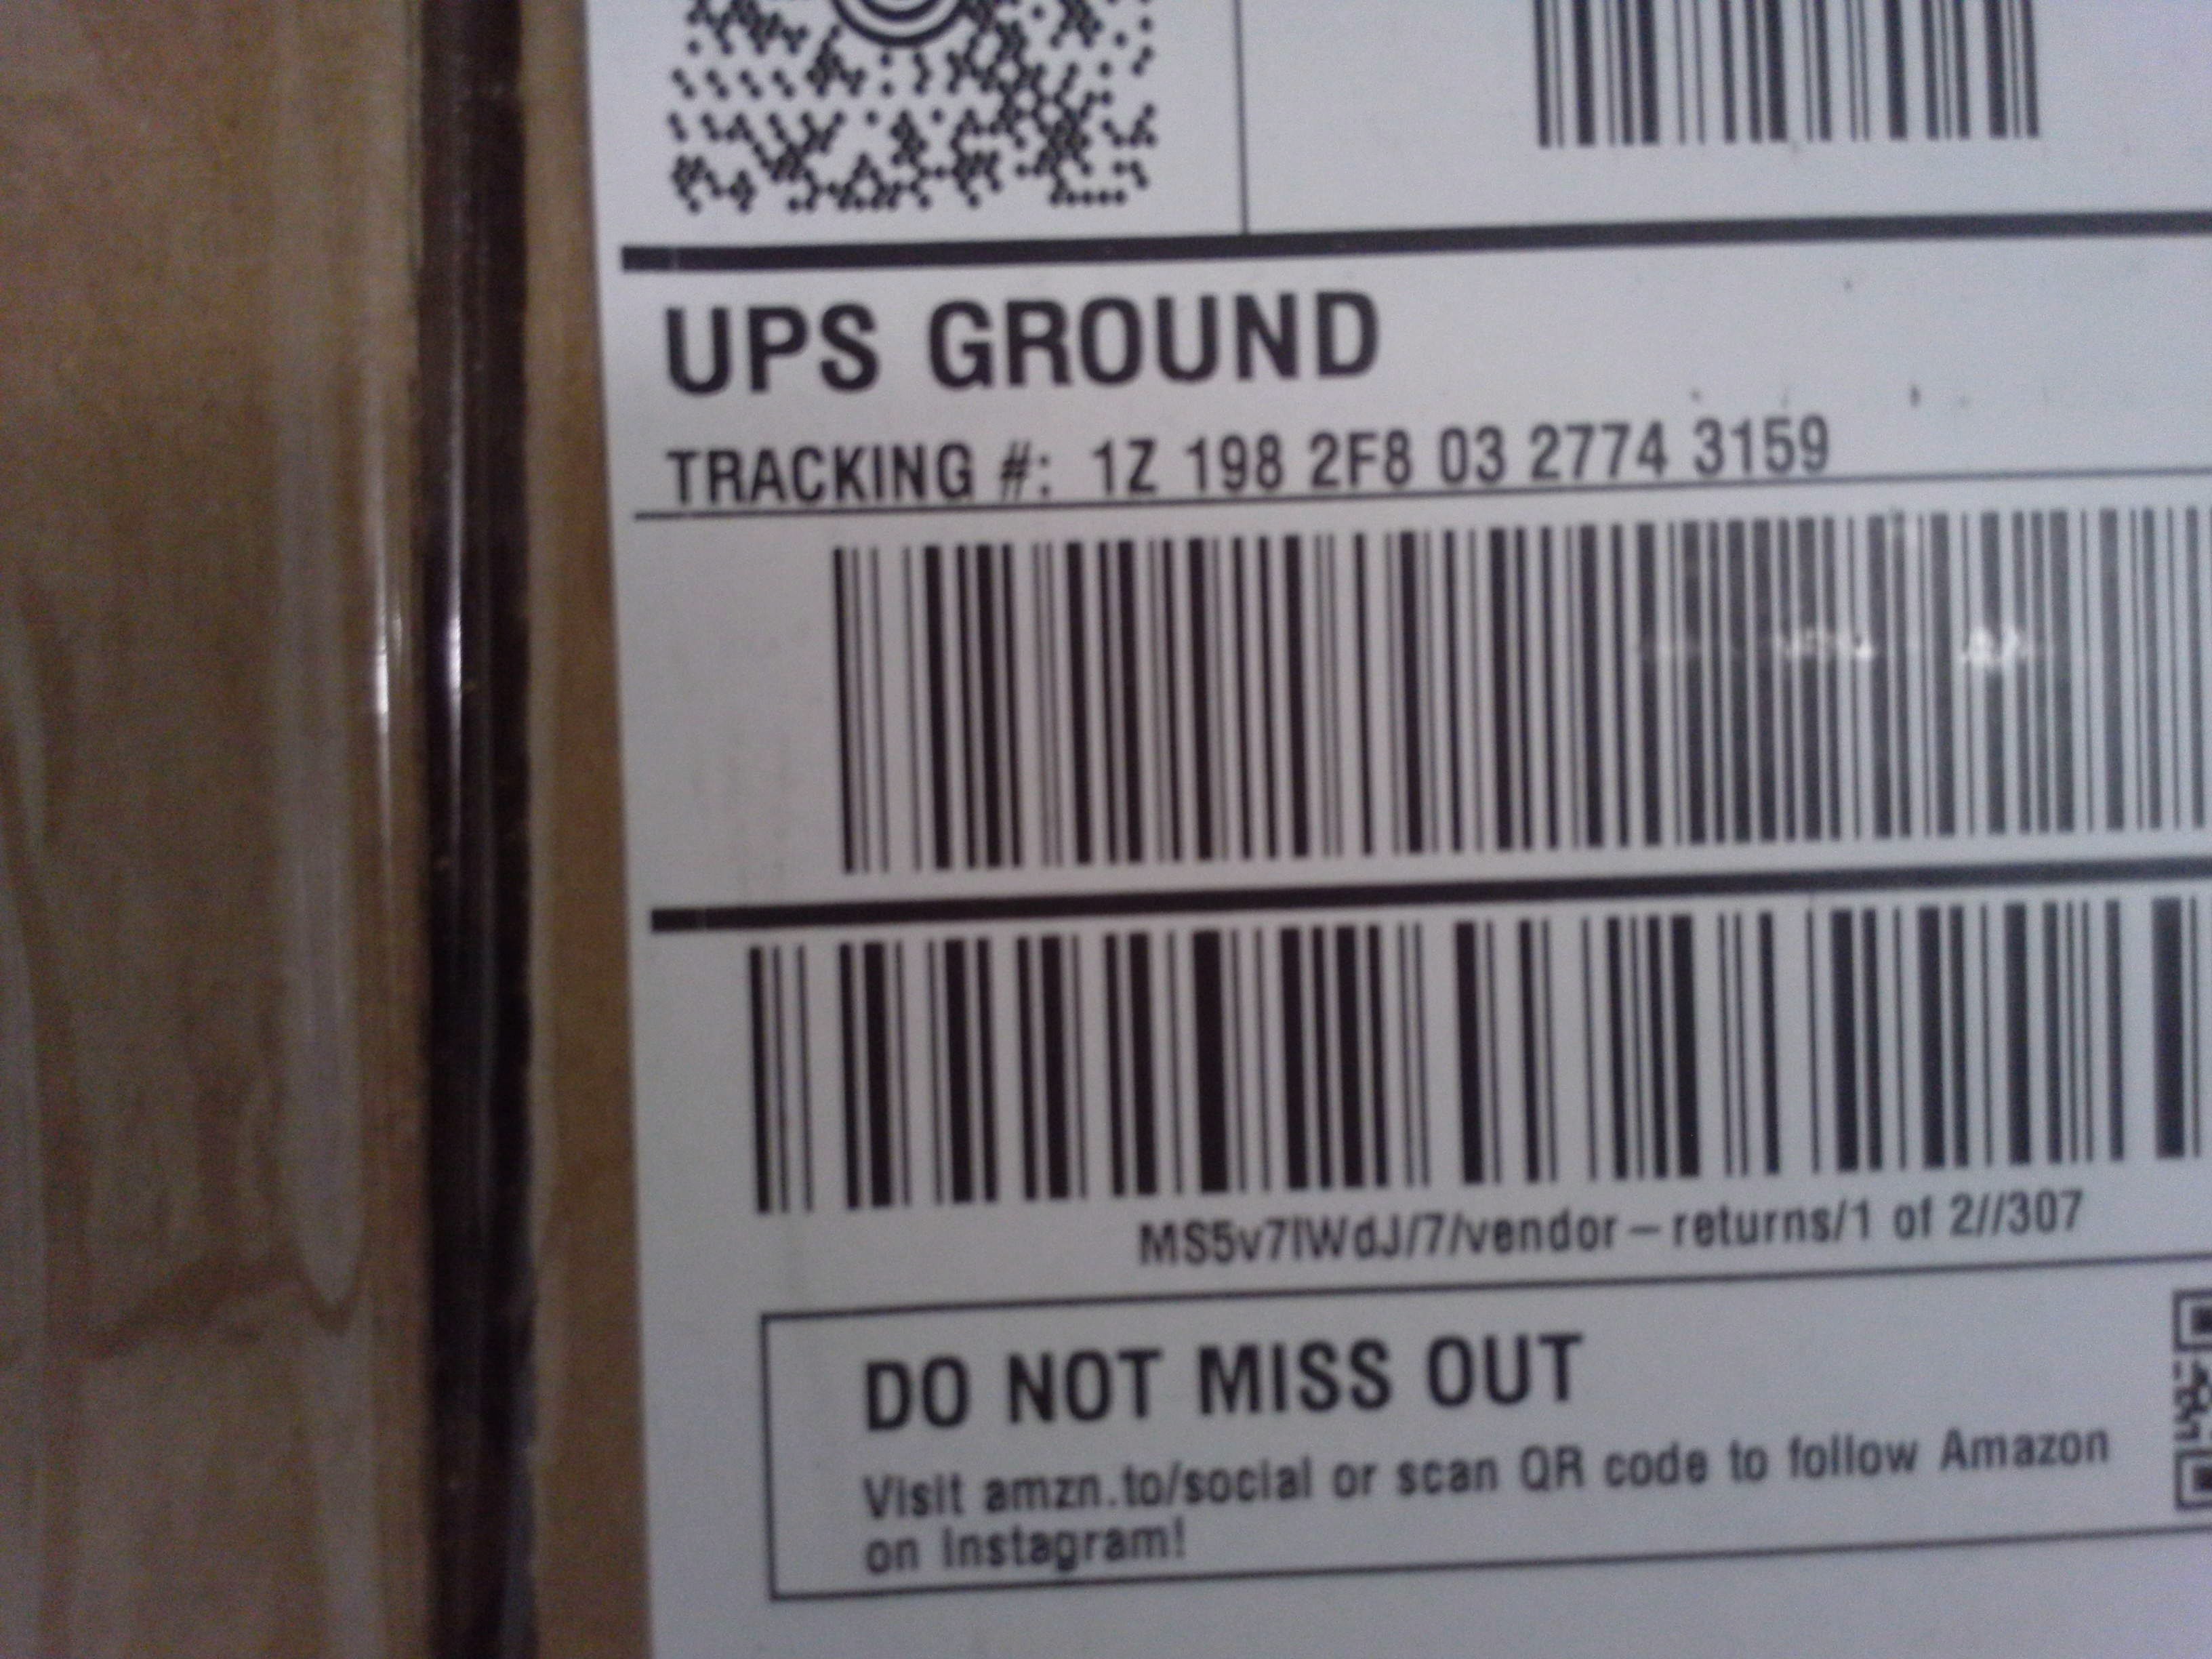 UPS GROUND
TRACKING #: 1Z 198 2F8 03 2774 3159
MS5v7IWdJ/7/vendor-returns/1 of 2//307
DO NOT MISS OUT
Visit amzn.to/social or scan QR code to follow Amazon
on Instagram!